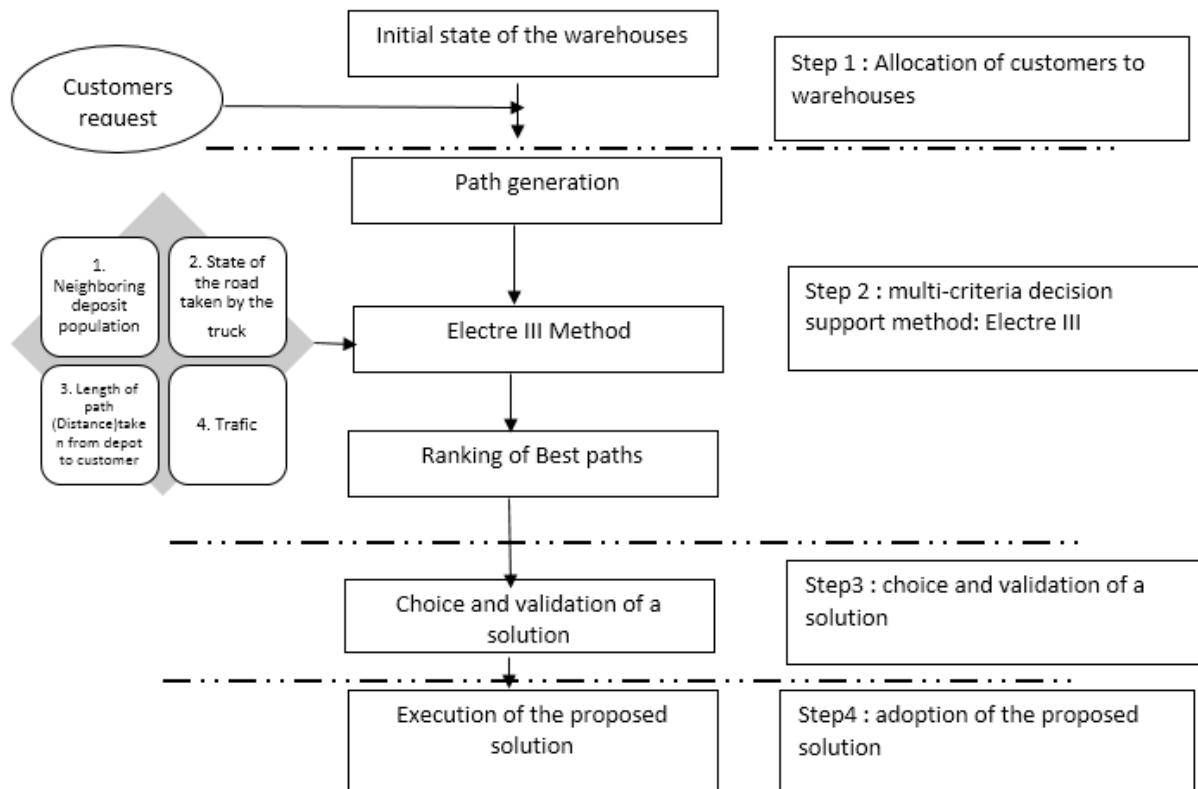 Initial state of the warehouses
Customers
request
Step 1 : Allocation of customers to
warehouses
Path generation
1.
Neighboring
deposit
population
2. State of
the road
taken by the
truck
3. Length of
path
(Distance)take
n from depot
to customer
4. Trafic
Electre III Method
Step 2 : multi-criteria decision
support method: Electre III
Ranking of Best paths
Choice and validation of a
solution
Step3 : choice and validation of a
solution
Execution of the proposed
solution
Step4 : adoption of the proposed
solution